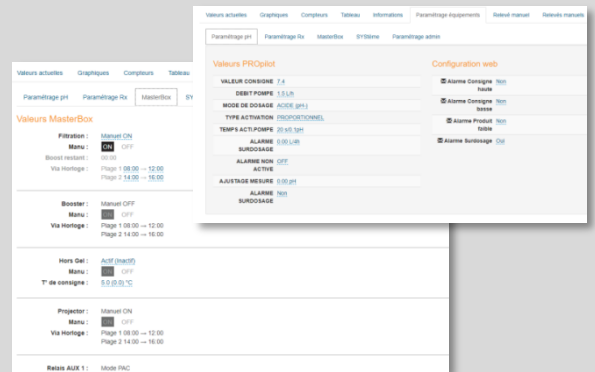 Valeurs actuelles Graphiques Compteurs Tableau Informations Paramétrage équipements Relevé manuel Relevés manuels
Paramétrage pH Paramétrage Rx MasterBox SYStème Paramétrage admin
Valeurs PROpilot
VALEUR CONSIGNE 7.4
DEBIT POMPE 1.5 L/h
MODE DE DOSAGE ACIDE (pH-)
TYPE ACTIVATION PROPORTIONNEL
TEMPS ACTI.POMPE 20 s/0.1pH
ALARME SURDOSAGE 0.00 L/4h
ALARME NON ACTIVE OFF
AJUSTAGE MESURE 0.00 pH
ALARME SURDOSAGE Non
Configuration web
Alarme Consigne haute Non
Alarme Consigne basse Non
Alarme Produit faible Non
Alarme Surdosage Oui
Valeurs actuelles Graphiques Compteurs Tableau
Paramétrage pH Paramétrage Rx MasterBox SY
Valeurs MasterBox
Filtration : Manuel ON
Manu : ON OFF
Boost restant : 00:00
Via Horloge : Plage 1 08:00 → 12:00
Plage 2 14:00 → 16:00
Booster : Manuel OFF
Manu : ON OFF
Via Horloge : Plage 1 08:00 → 12:00
Plage 2 14:00 → 16:00
Hors Gel : Actif (Inactif)
Manu : ON OFF
T° de consigne : 5.0 (0.0) °C
Projector : Manuel ON
Manu : ON OFF
Via Horloge : Plage 1 08:00 → 12:00
Plage 2 14:00 → 16:00
Relais AUX 1 : Mode PAC